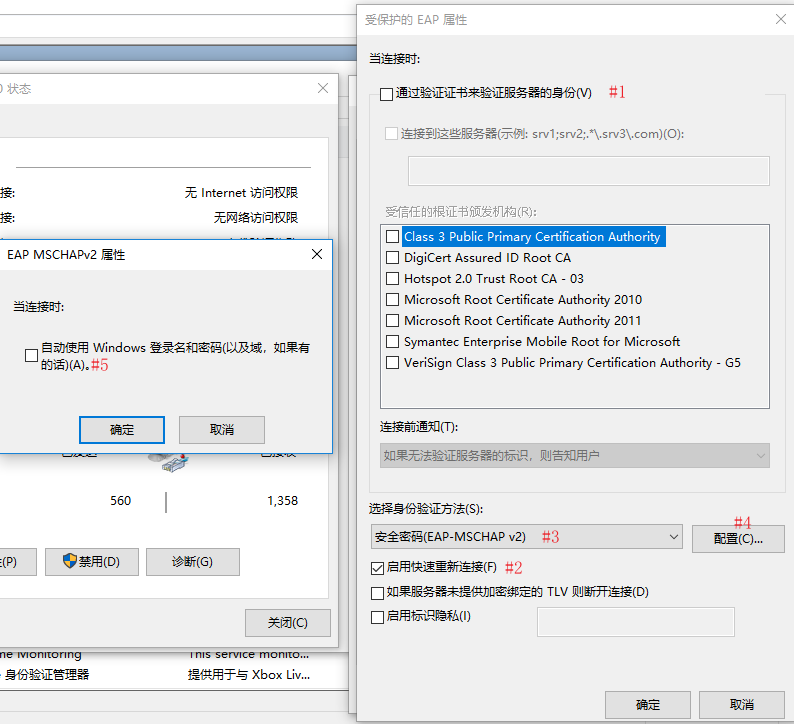 受保护的 EAP 属性
当连接时:
通过验证证书来验证服务器的身份(V) #1
连接到这些服务器(示例: srv1;srv2;.*\.srv3\.com)(O):
受信任的根证书颁发机构(R):
Class 3 Public Primary Certification Authority
DigiCert Assured ID Root CA
Hotspot 2.0 Trust Root CA - 03
Microsoft Root Certificate Authority 2010
Microsoft Root Certificate Authority 2011
Symantec Enterprise Mobile Root for Microsoft
VeriSign Class 3 Public Primary Certification Authority - G5
连接前通知(T):
如果无法验证服务器的标识，则告知用户
选择身份验证方法(S):
安全密码(EAP-MSCHAP v2) #3
#4
配置(C)...
启用快速重新连接(F) #2
如果服务器未提供加密绑定的 TLV 则断开连接(D)
启用标识隐私(I)
确定
取消
状态
接:
无 Internet 访问权限
接:
无网络访问权限
EAP MSCHAPv2 属性
当连接时:
自动使用 Windows 登录名和密码(以及域，如果有
的话)(A)。#5
确定
取消
560
1,358
(P)
禁用(D)
诊断(G)
关闭(C)
me Monitoring
This service monito...
身份验证管理器
提供用于与 Xbox Liv...